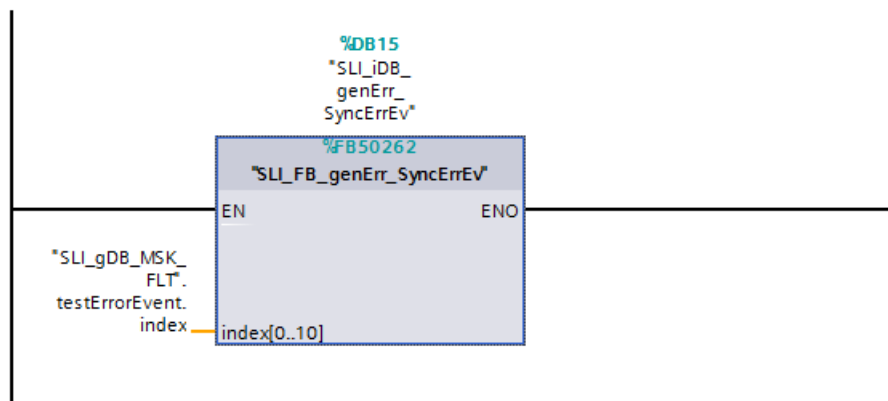 %DB15
"SLI_iDB_
genErr_
SyncErrEv"
%FB50262
"SLI_FB_genErr_SyncErrEv"
EN
ENO
"SLI_gDB_MSK_
FLT".
testErrorEvent.
index
index[0..10]